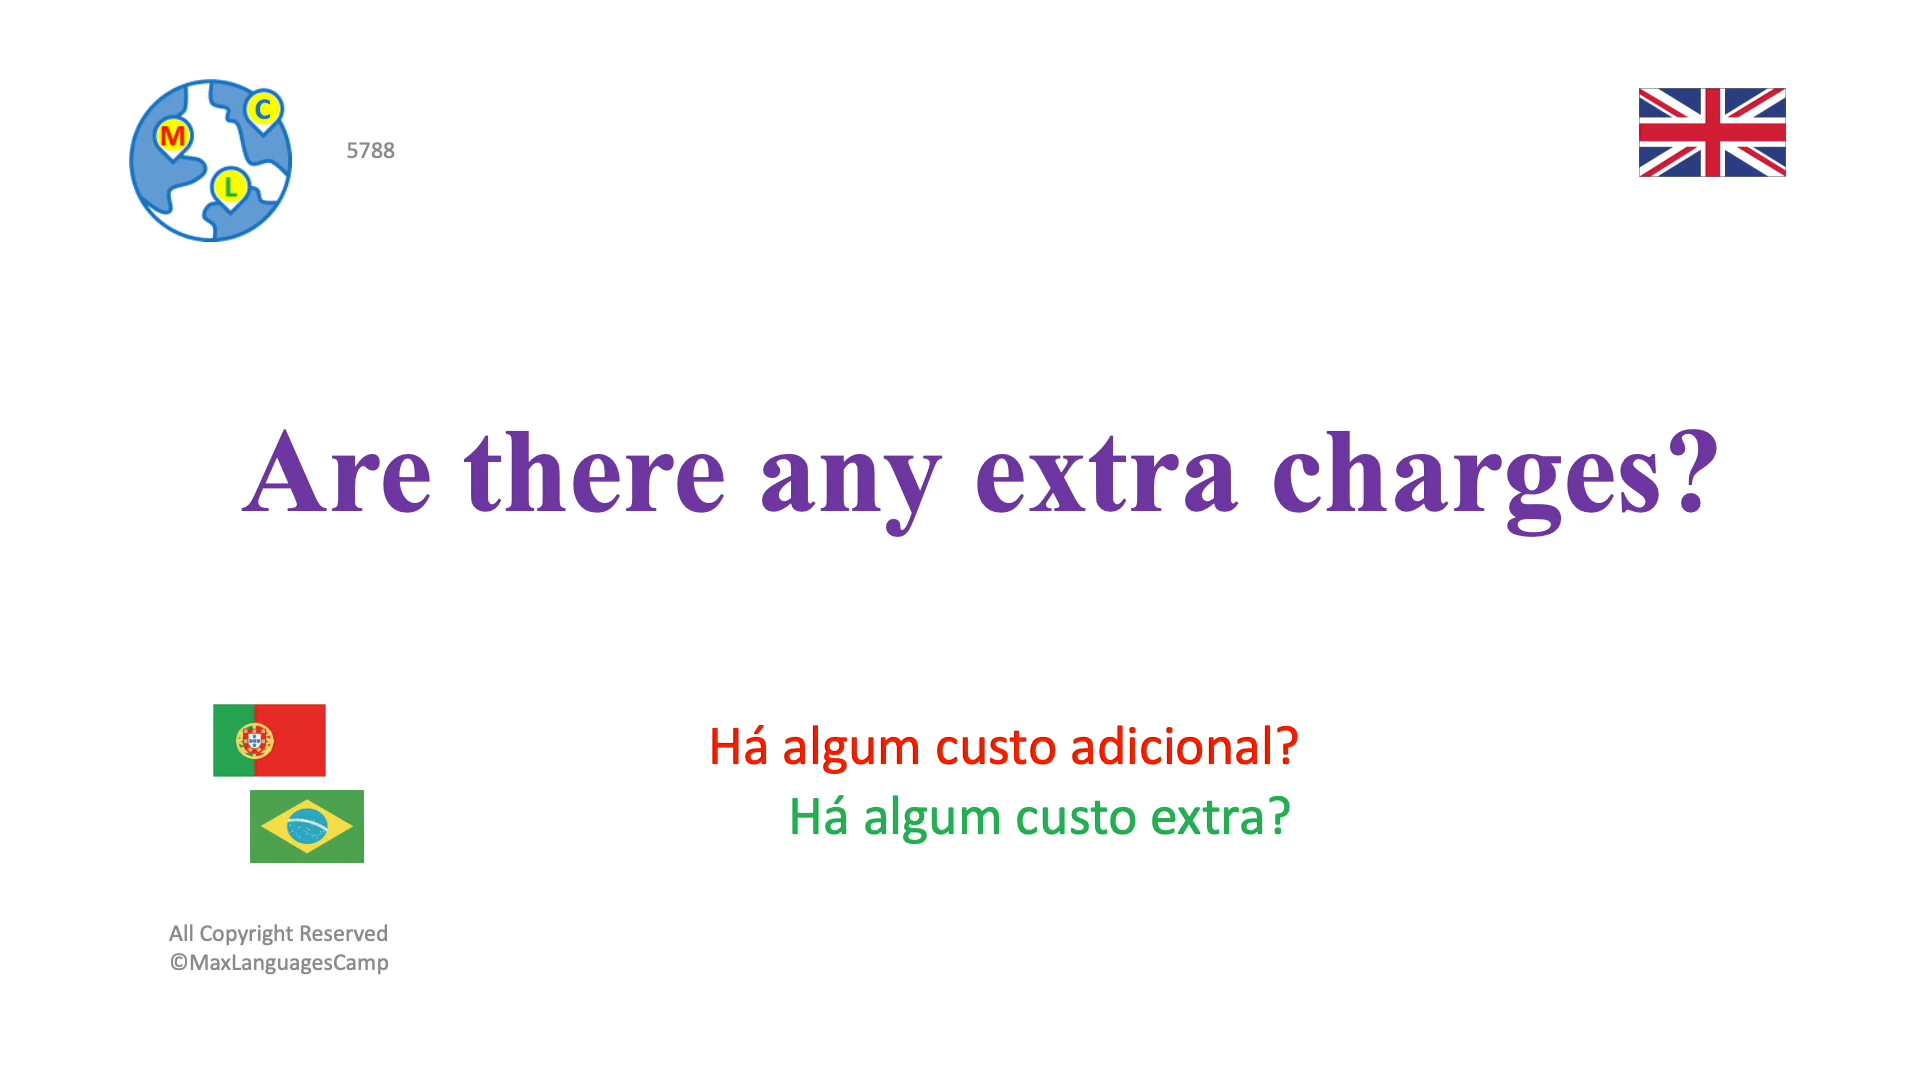 M
C
L
5788
Are there any extra charges?
Há algum custo adicional?
Há algum custo extra?
All Copyright Reserved
©MaxLanguagesCamp